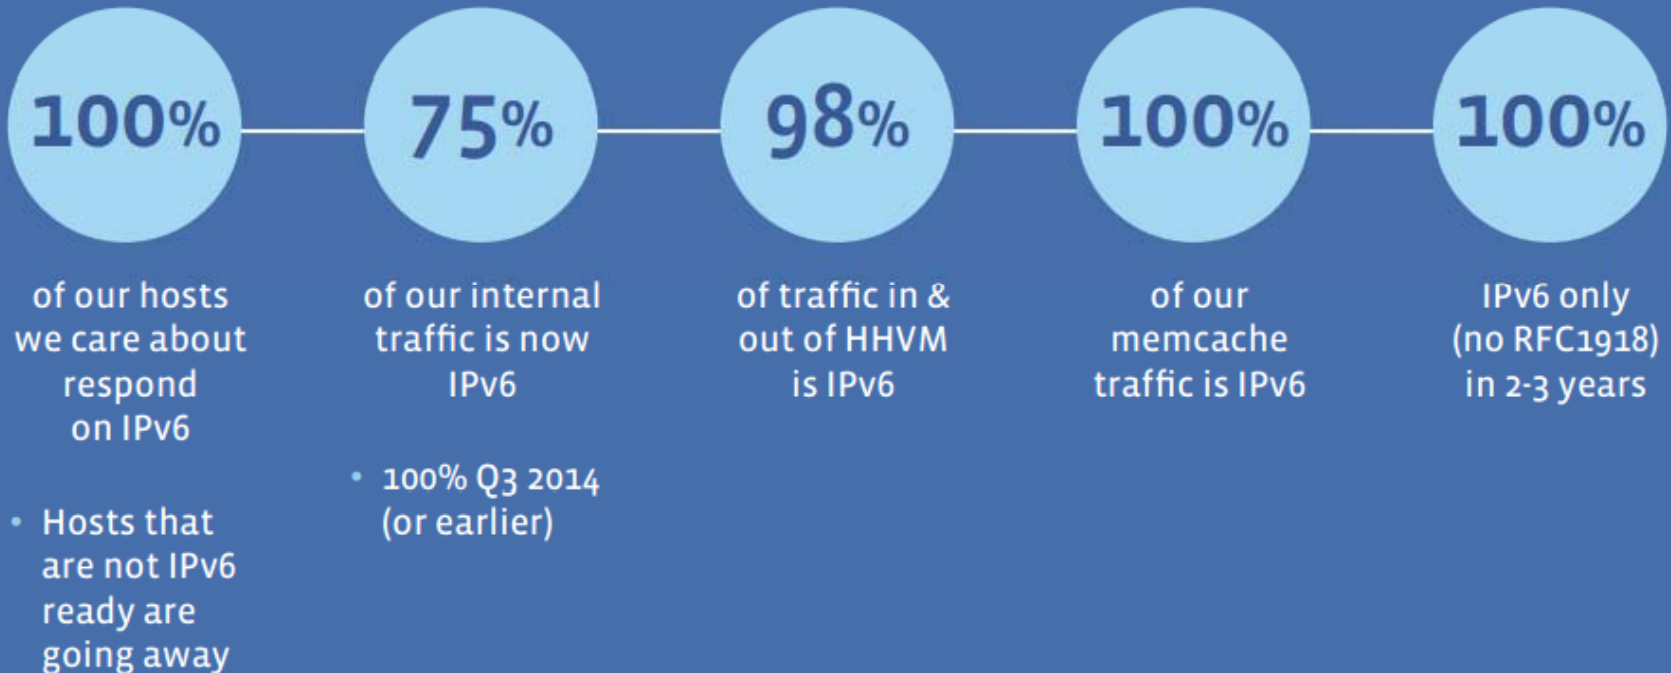 100%
of our hosts
we care about
respond
on IPv6
• Hosts that
are not IPv6
ready are
going away
75%
of our internal
traffic is now
IPv6
• 100% Q3 2014
(or earlier)
98%
of traffic in &
out of HHVM
is IPv6
100%
of our
memcache
traffic is IPv6
100%
IPv6 only
(no RFC1918)
in 2-3 years